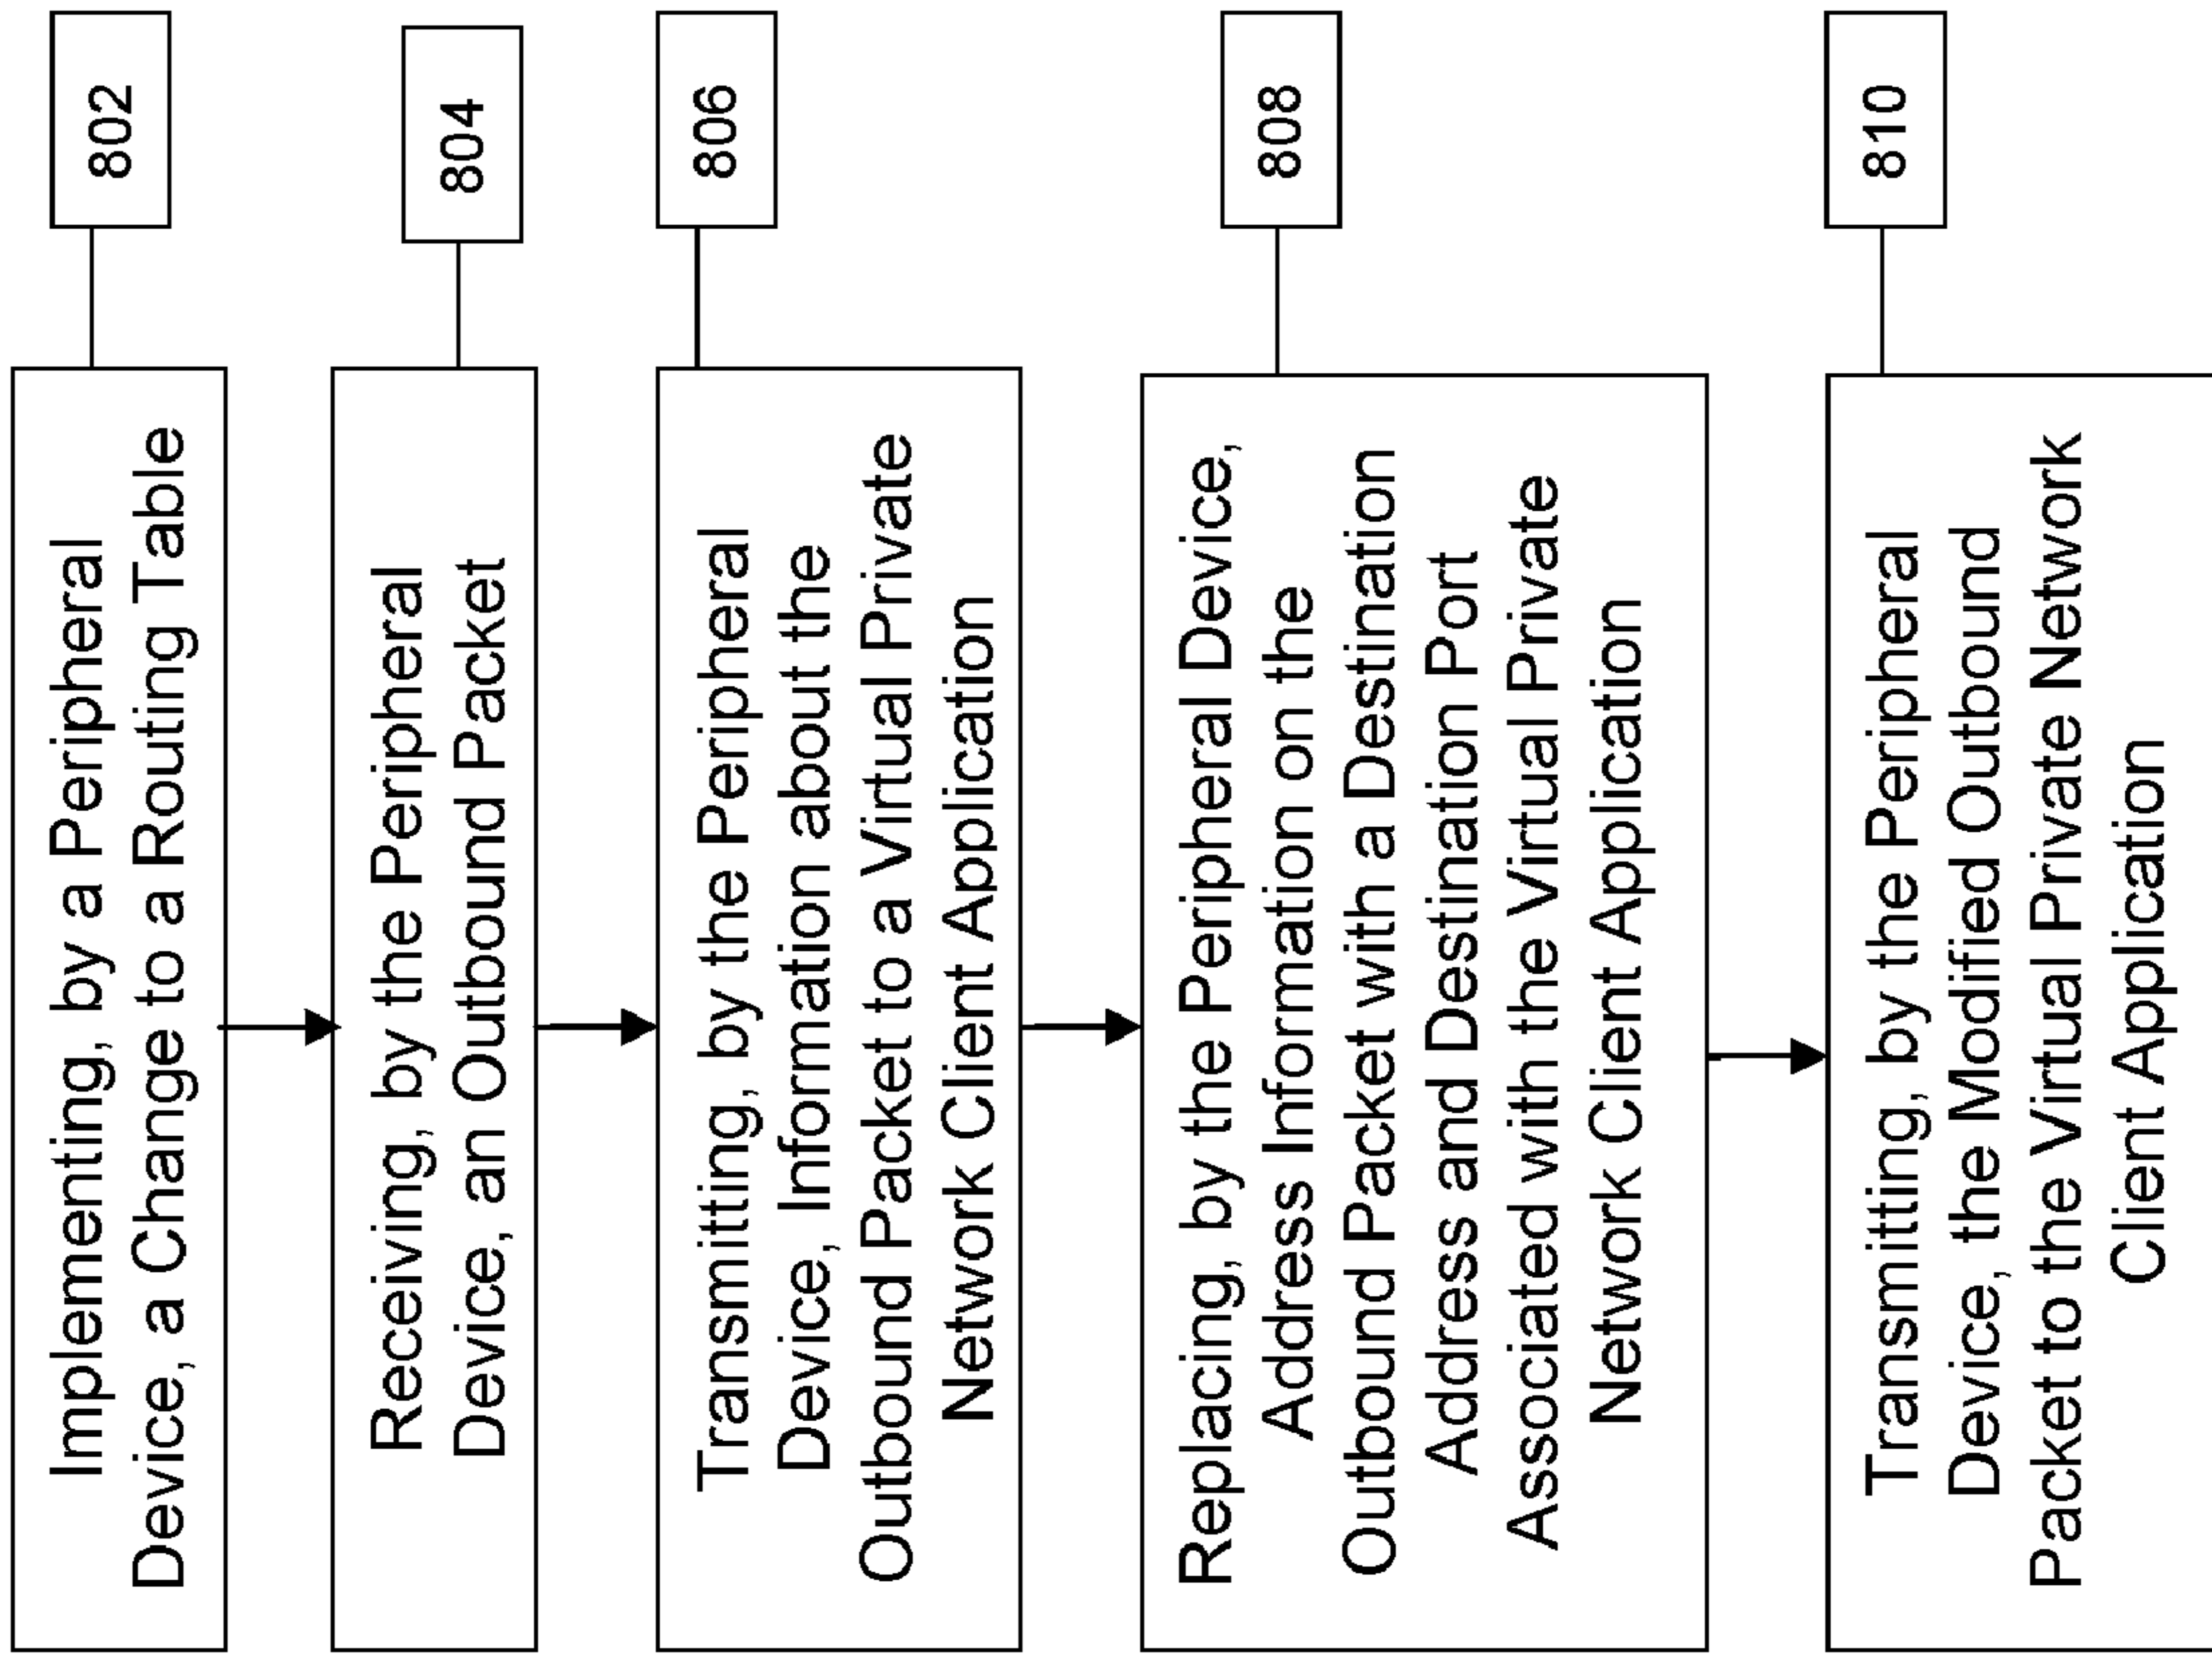 Implementing, by a Peripheral
Device, a Change to a Routing Table
802
Receiving, by the Peripheral
Device, an Outbound Packet
804
Transmitting, by the Peripheral
Device, Information about the
Outbound Packet to a Virtual Private
Network Client Application
806
Replacing, by the Peripheral Device,
Address Information on the
Outbound Packet with a Destination
Address and Destination Port
Associated with the Virtual Private
Network Client Application
808
Transmitting, by the Peripheral
Device, the Modified Outbound
Packet to the Virtual Private Network
Client Application
810